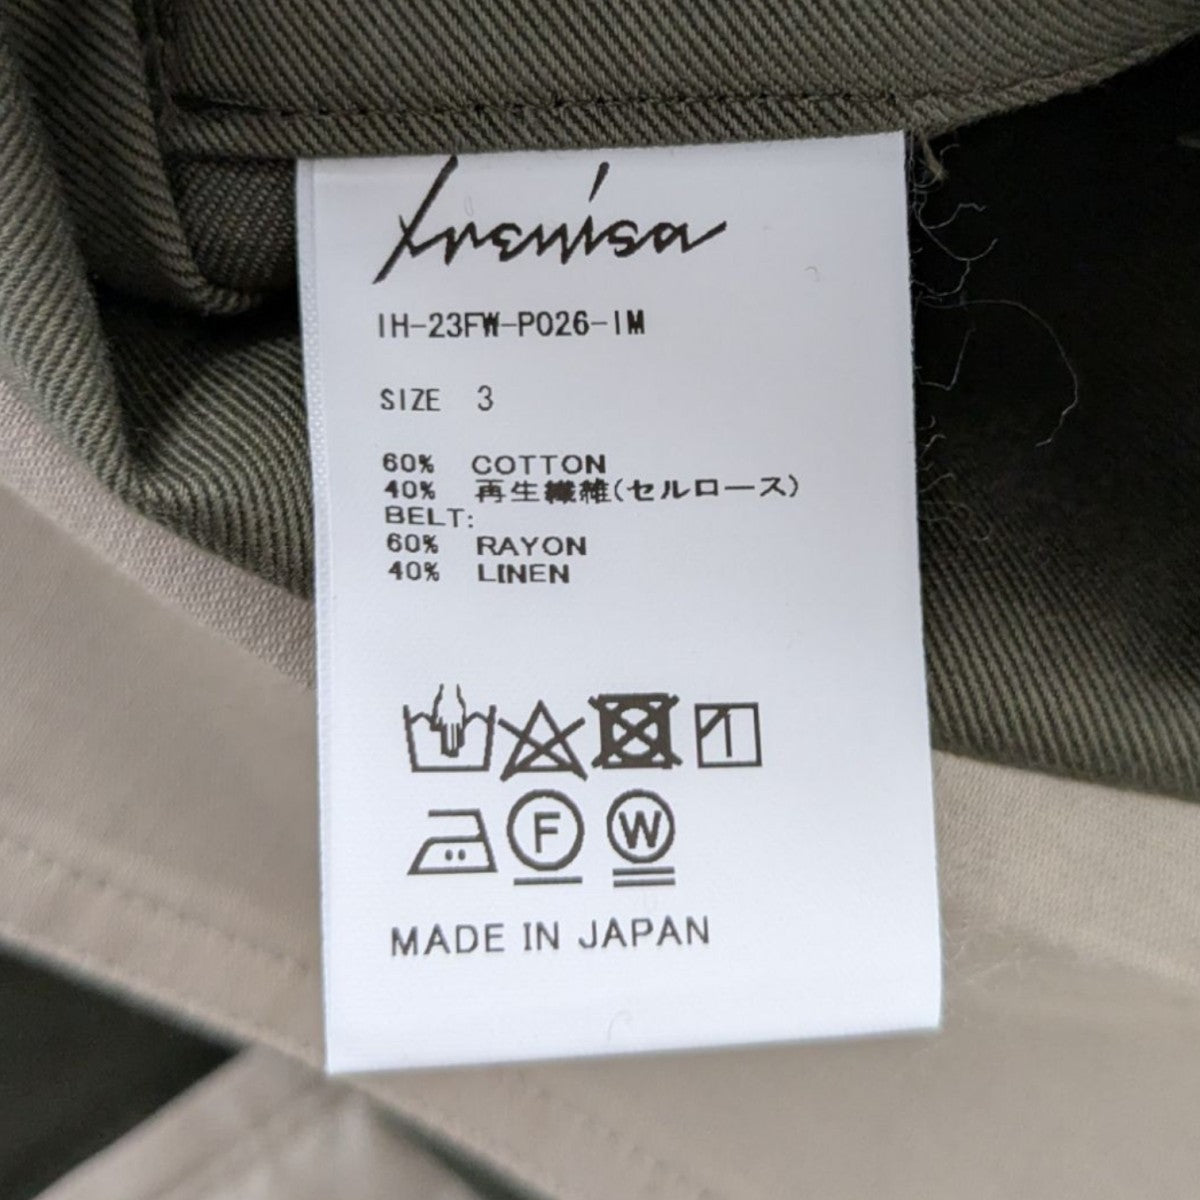 Irenisa
IH-23FW-P026-IM
SIZE 3
60% COTTON
40% 再生繊維(セルロース)
BELT:
60% RAYON
40% LINEN
F W
MADE IN JAPAN